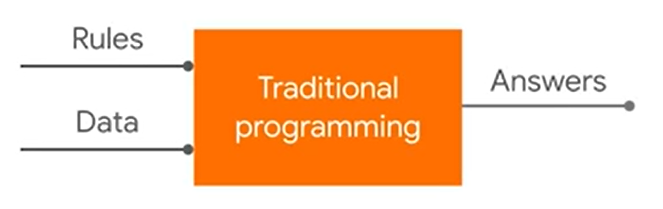 Rules
Data
Traditional
programming
Answers